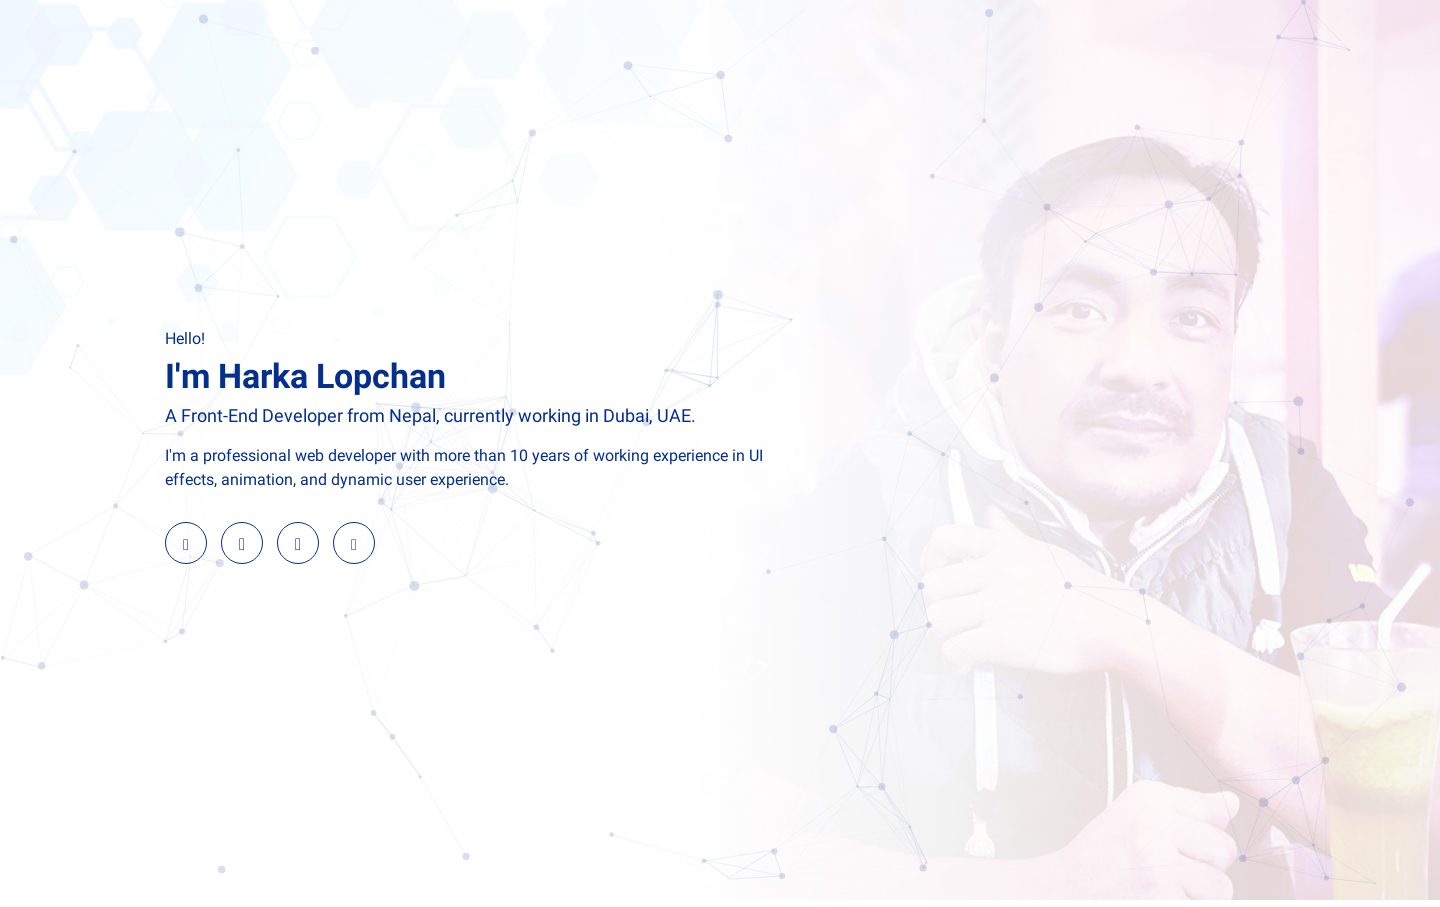 Hello!
I'm Harka Lopchan
A Front-End Developer from Nepal, currently working in Dubai, UAE.
I'm a professional web developer with more than 10 years of working experience in UI
effects, animation, and dynamic user experience.